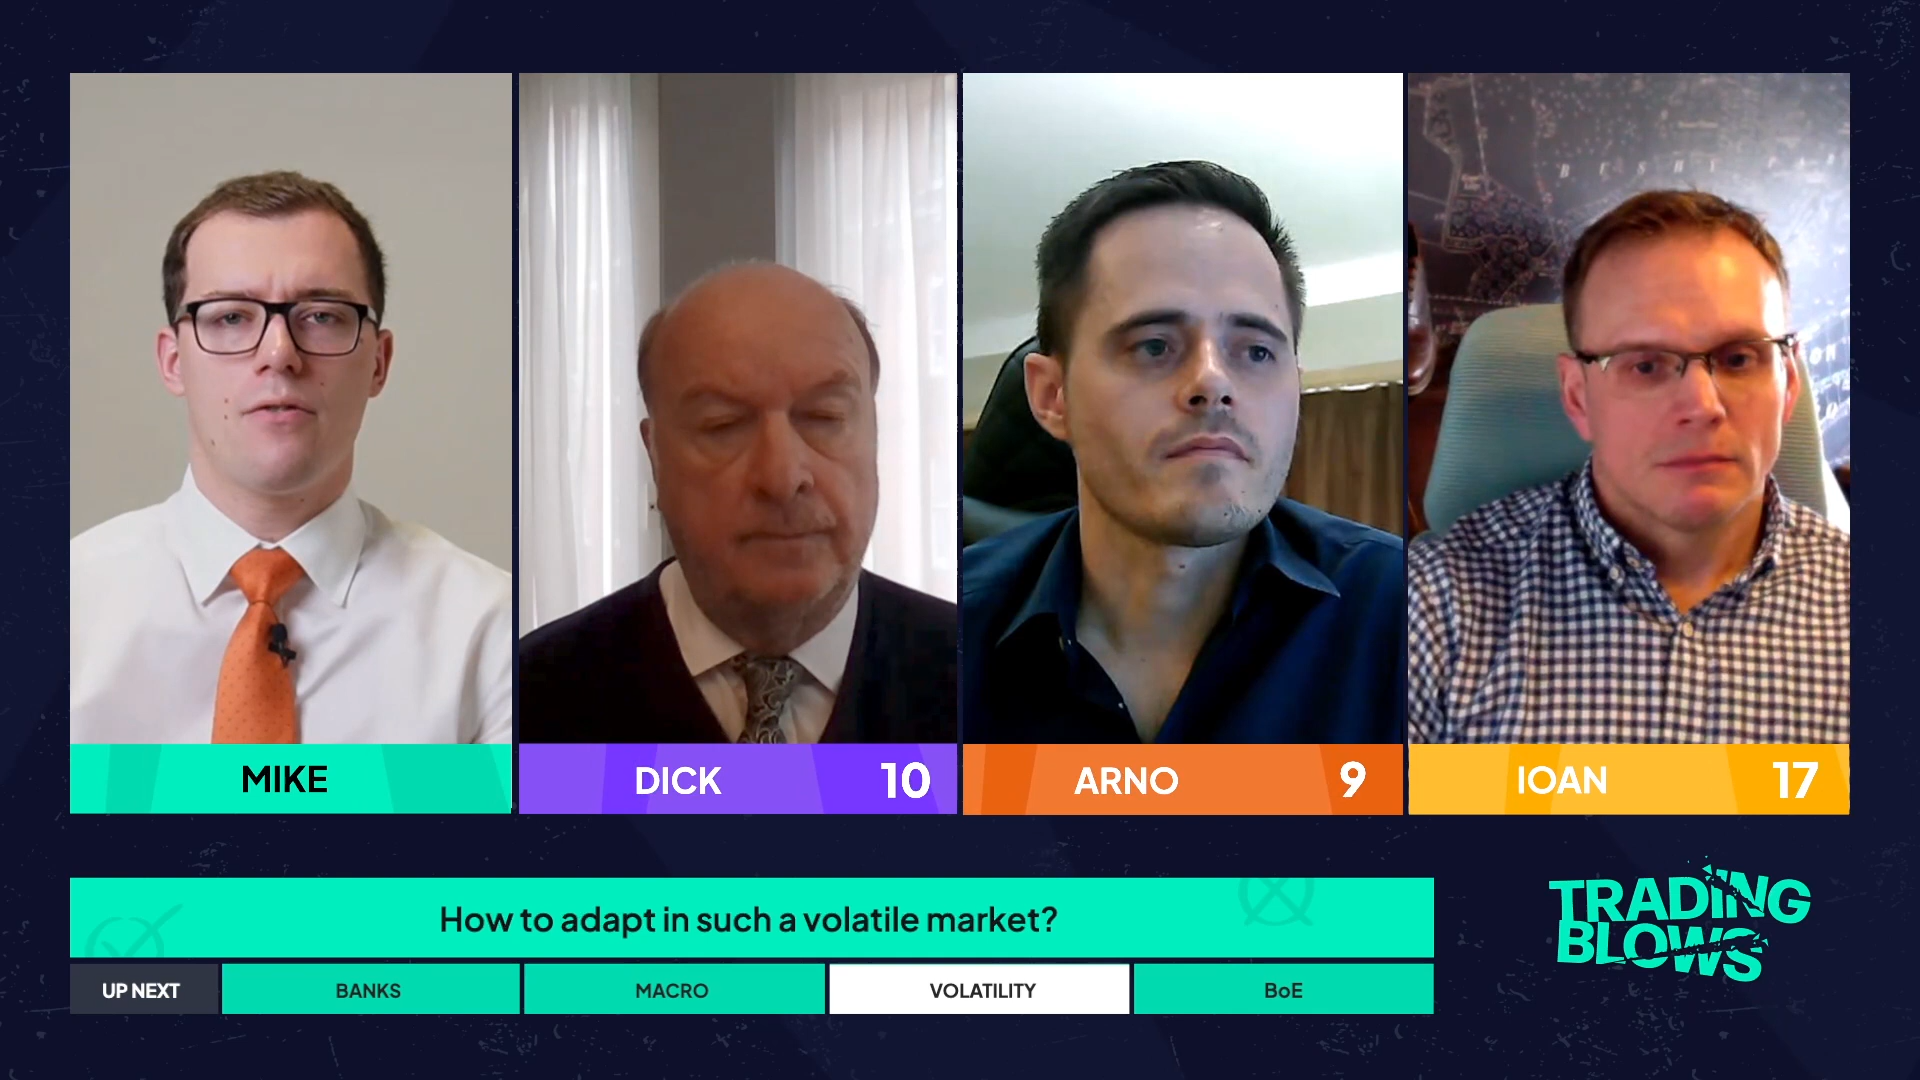 MIKE
DICK 10
ARNO 9
IOAN 17
How to adapt in such a volatile market?
UP NEXT
BANKS
MACRO
VOLATILITY
BoE
TRADING
BLOWS